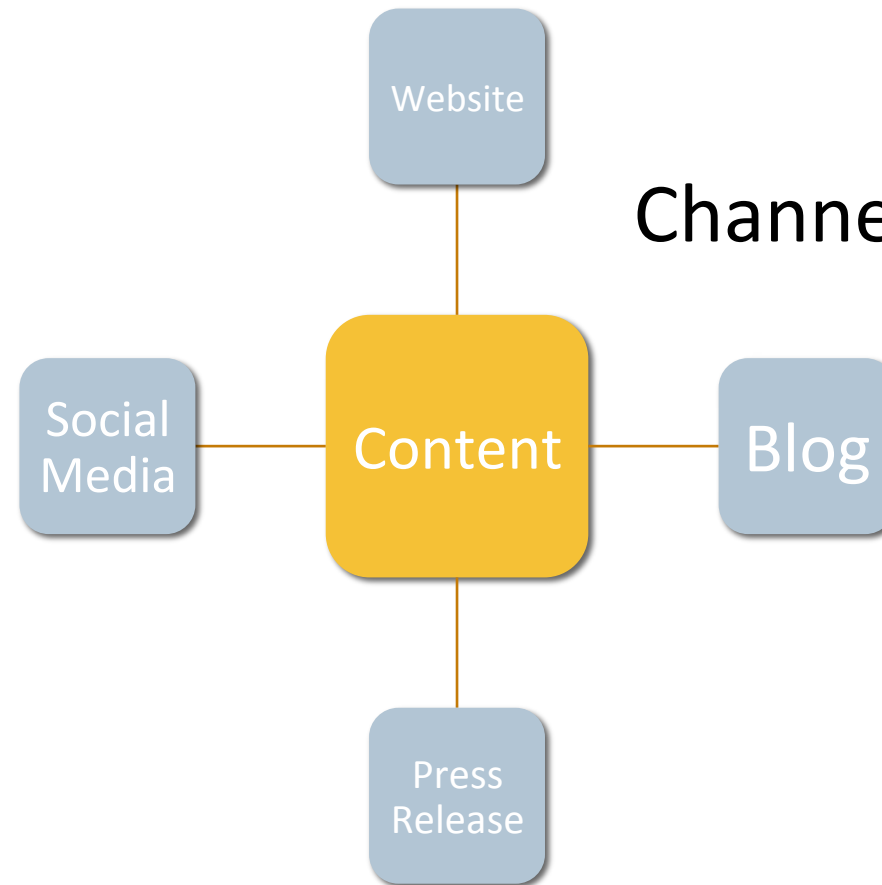 Website
Channe
Social
Media
Content
Blog
Press
Release